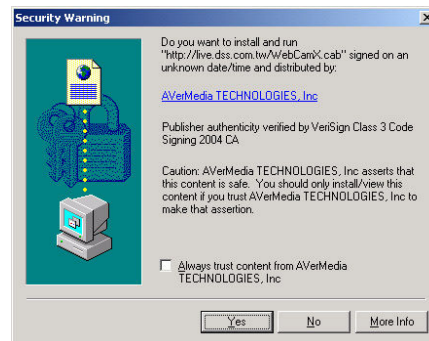 Security Warning
Do you want to install and run
"http://live.dss.com.tw/WebCamX.cab" signed on an
unknown date/time and distributed by:
AVerMedia TECHNOLOGIES, Inc
Publisher authenticity verified by VeriSign Class 3 Code
Signing 2004 CA
Caution: AVerMedia TECHNOLOGIES, Inc asserts that
this content is safe. You should only install/view this
content if you trust AVerMedia TECHNOLOGIES, Inc to
make that assertion.
Always trust content from AVerMedia
TECHNOLOGIES, Inc
Yes No More Info